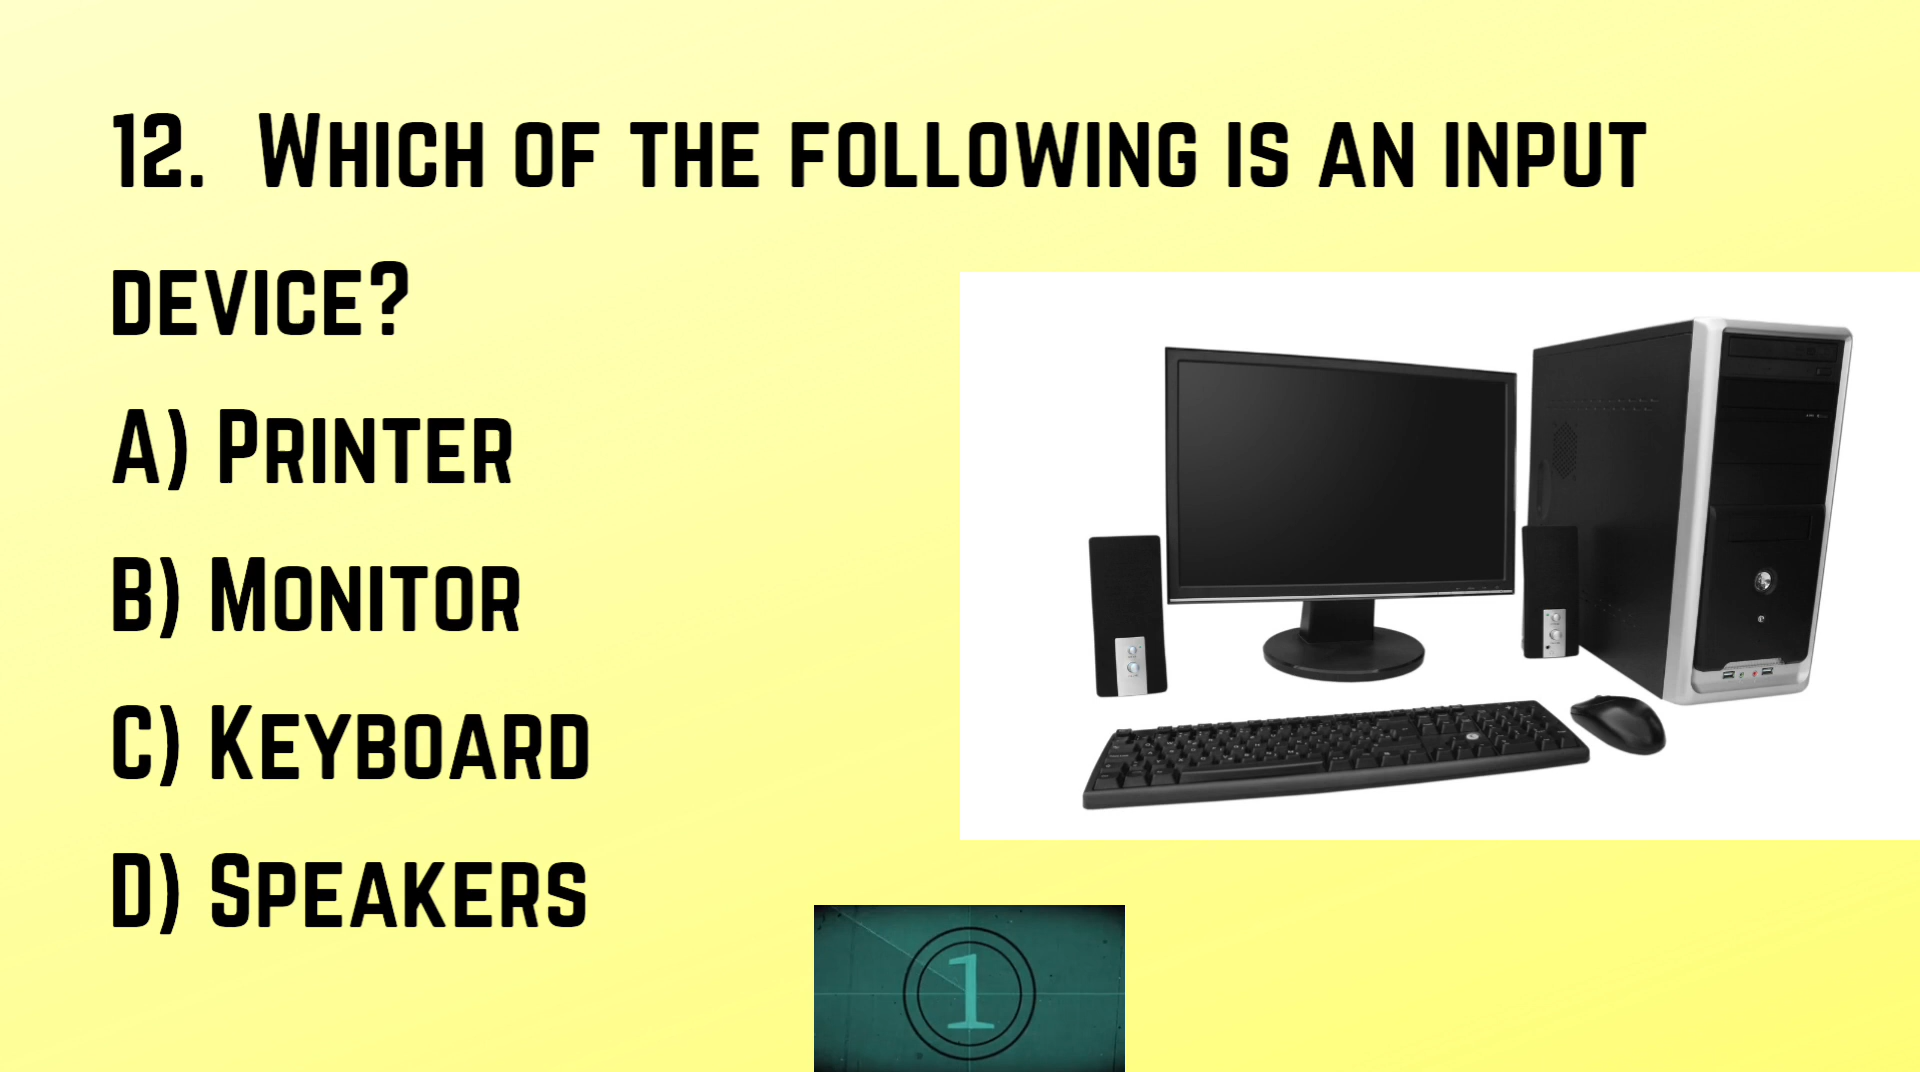 12. Which of the following is an input
device?
A) Printer
B) Monitor
C) Keyboard
D) Speakers
1